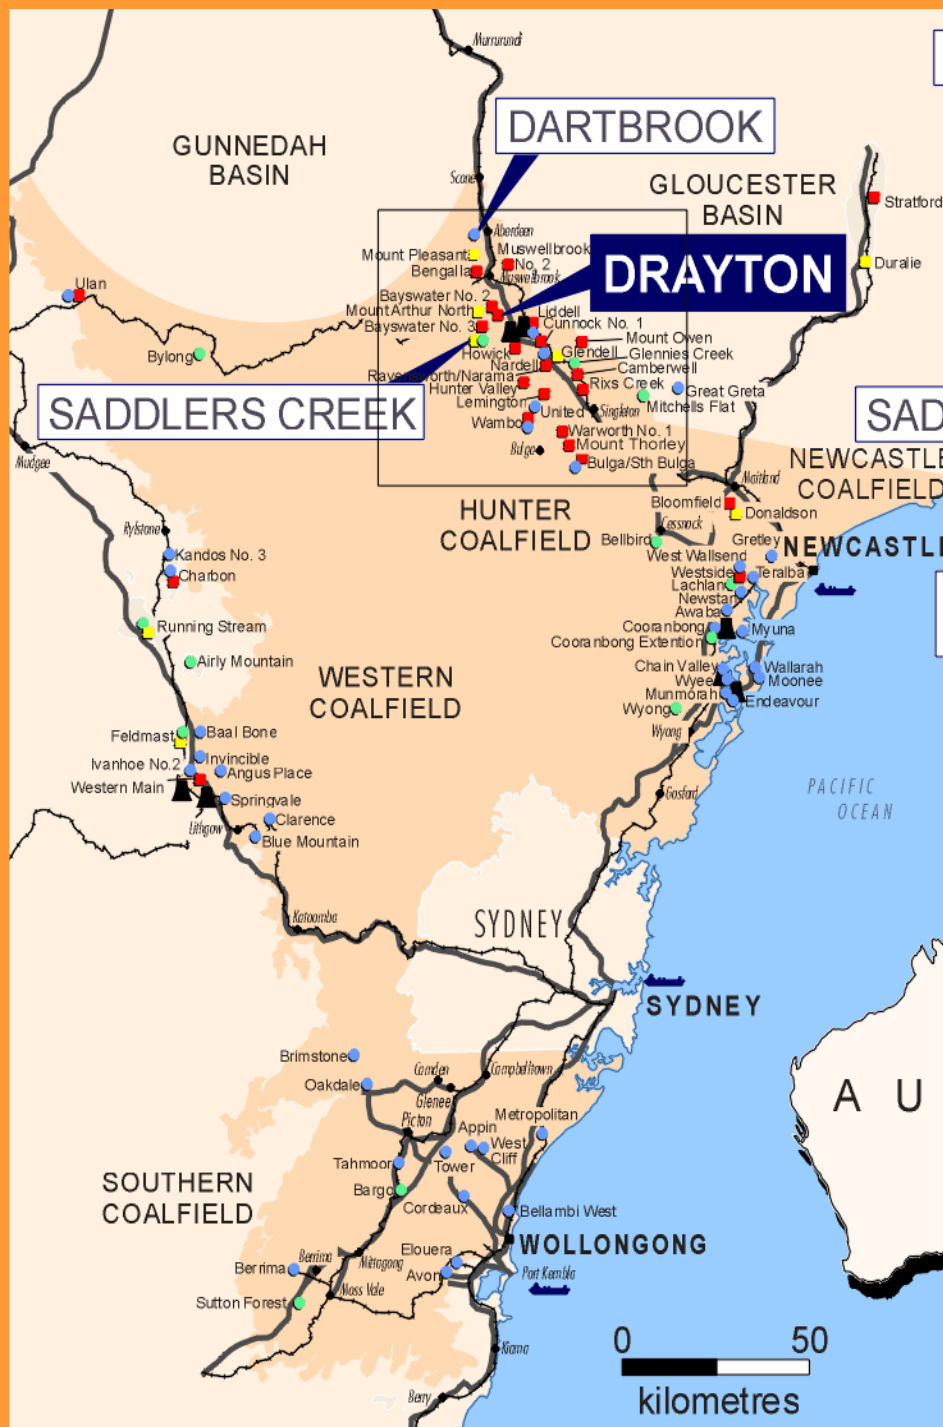 Murrurundi
DARTBROOK
GUNNEDAH
BASIN
Scone
GLOUCESTER
BASIN
Stratford
Aberdeen
Mount Pleasant
Muswellbrook
No. 2
Bengalla
Muswellbrook
DRAYTON
Duralie
Ulan
Bayswater No. 2
Mount Arthur North
Liddell
Bayswater No. 3
Cunnock No. 1
Mount Owen
Bylong
Howick
Glendell
Glennies Creek
Nardell
Camberwell
Ravensworth/Narama
Hunter Valley
Rixs Creek
Great Greta
Lemington
Mitchells Flat
SADDLERS CREEK
United
Singleton
SAD
Wambo
Warworth No. 1
Bulga
Mount Thorley
Mudgee
Bulga/Sth Bulga
NEWCASTLE
COALFIELD
Maitland
HUNTER
COALFIELD
Bloomfield
Donaldson
Rylstone
Cessnock
Bellbird
Gretley
Kandos No. 3
West Wallsend
NEWCASTLE
Charbon
Westside
Teralba
Lachlan
Newstan
Awaba
Running Stream
Cooranbong
Myuna
Cooranbong Extention
Airly Mountain
WESTERN
COALFIELD
Chain Valley
Wallarah
Wyee
Moonee
Munmorah
Endeavour
Wyong
Wyong
Feldmast
Baal Bone
Invincible
Ivanhoe No.2
Angus Place
Western Main
Springvale
Gosford
PACIFIC
OCEAN
Lithgow
Clarence
Blue Mountain
Katoomba
SYDNEY
SYDNEY
Brimstone
Camden
Campbelltown
Oakdale
Glenee
A U
Picton
Metropolitan
Appin
West
Cliff
Tahmoor
Tower
SOUTHERN
COALFIELD
Bargo
Cordeaux
Bellambi West
WOLLONGONG
Elouera
Berrima
Mittagong
Berrima
Avon
Port Kembla
Moss Vale
Sutton Forest
0 50
kilometres
Kiama
Berry